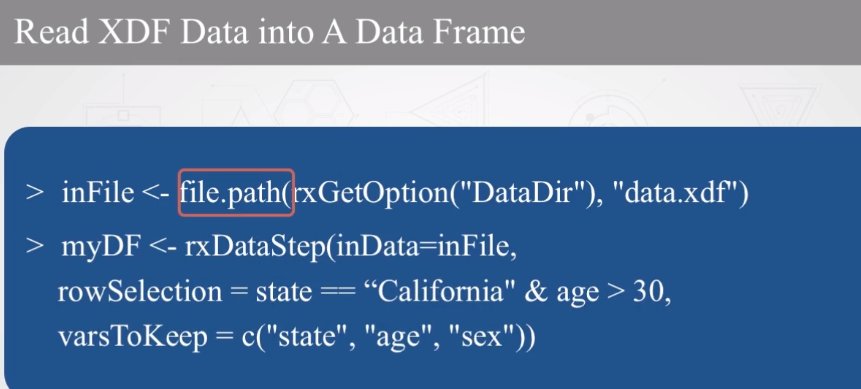 Read XDF Data into A Data Frame
> inFile <- file.path(rxGetOption("DataDir"), "data.xdf")
> myDF <- rxDataStep(inData=inFile,
rowSelection = state == “California" & age > 30,
varsToKeep = c("state", "age", "sex"))